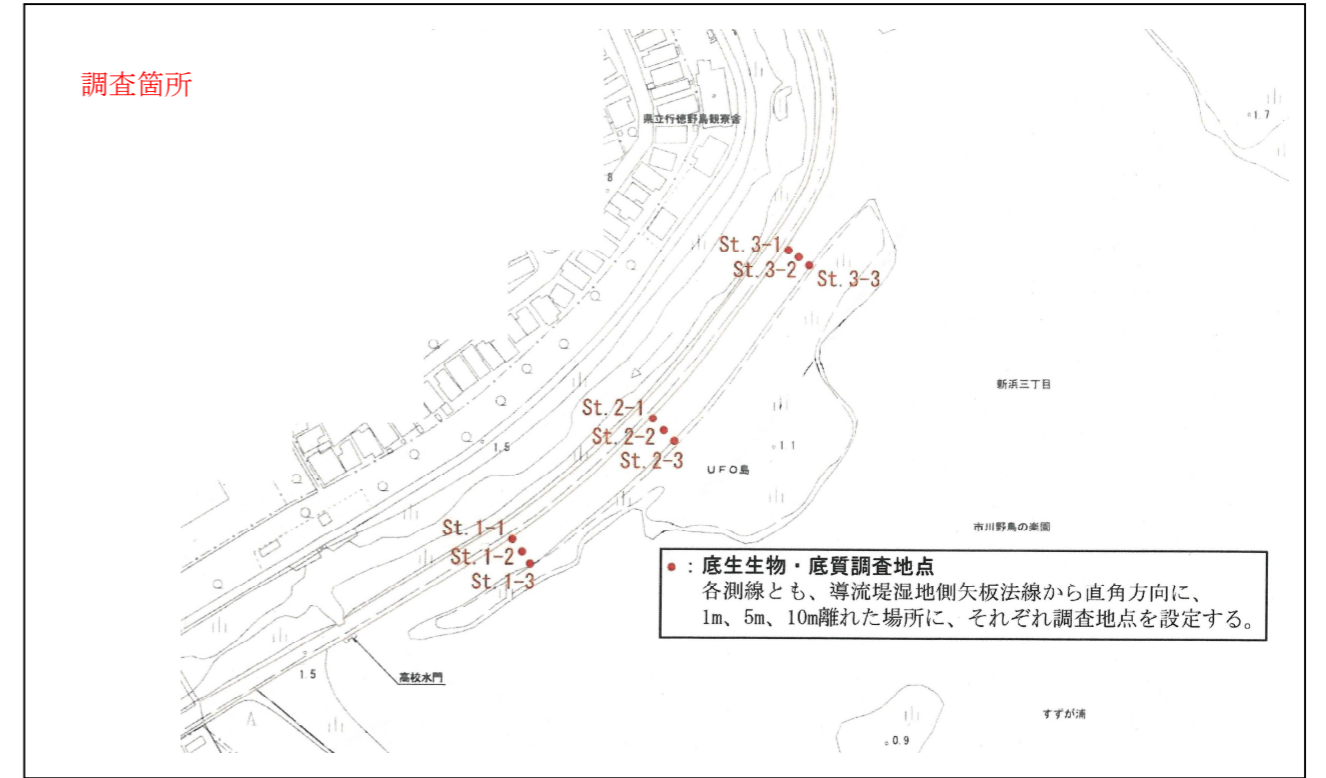 調査箇所
県立行徳野鳥観察舎
1.7
8
St. 3-1
St. 3-2
St. 3-3
新浜三丁目
St. 2-1
St. 2-2
St. 2-3
1.5
1.1
UFO島
St. 1-1
St. 1-2
St. 1-3
市川野鳥の楽園
●：底生生物・底質調査地点
各測線とも、導流堤湿地側矢板法線から直角方向に、
1m、5m、10m離れた場所に、それぞれ調査地点を設定する。
1.5
高校水門
すずが浦
0.9